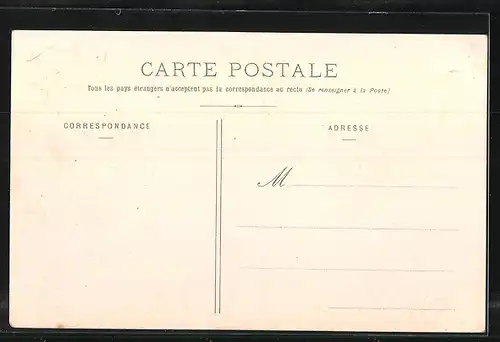 CARTE POSTALE
Tous les pays étrangers n'acceptent pas la correspondance au recto (Se renseigner à la Poste)
CORRESPONDANCE
ADRESSE
M